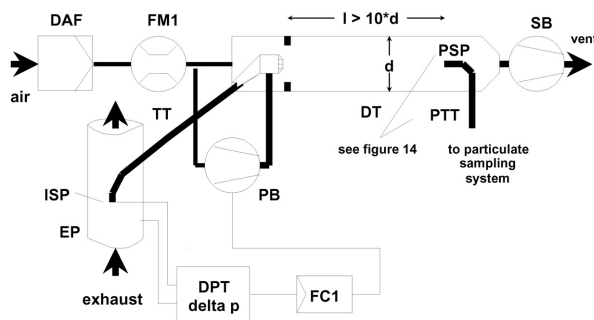 DAF
FM1
l > 10*d
SB
PSP
vent
d
air
TT
DT
PTT
see figure 14
to particulate
sampling
system
ISP
PB
EP
DPT
delta p
FC1
exhaust